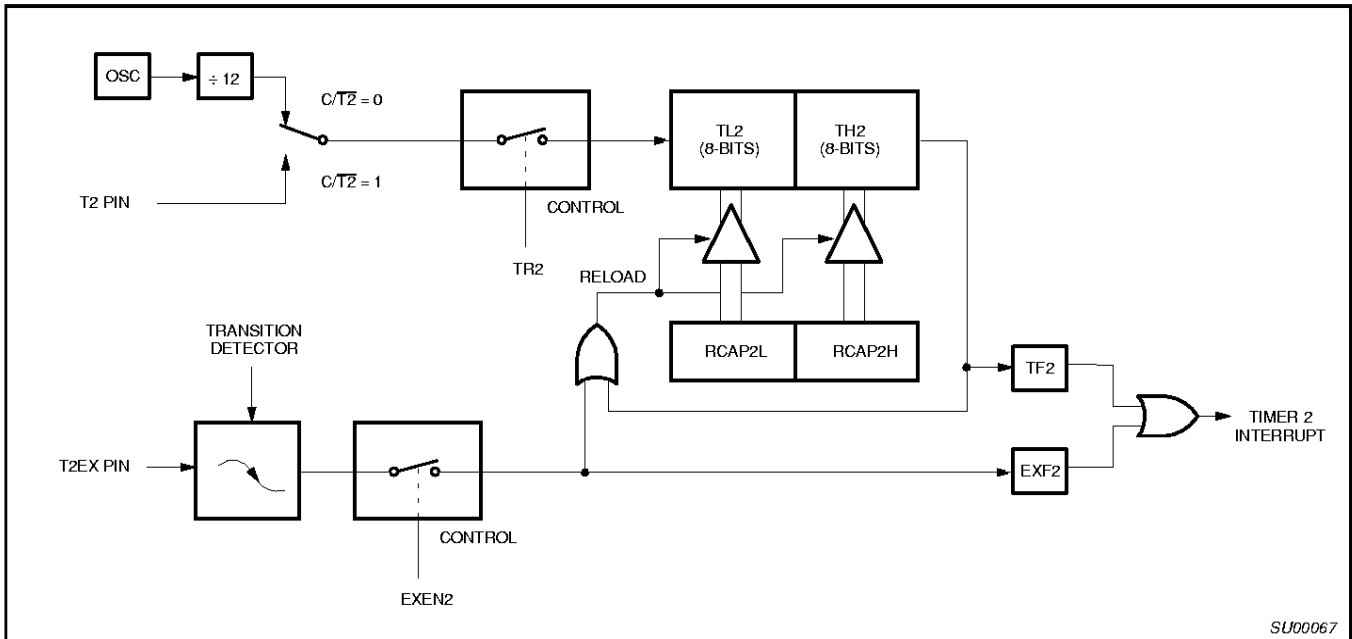 OSC
÷ 12
C/T2̅ = 0
C/T2̅ = 1
T2 PIN
CONTROL
TR2
TL2
(8-BITS)
TH2
(8-BITS)
RELOAD
RCAP2L
RCAP2H
TRANSITION
DETECTOR
T2EX PIN
CONTROL
EXEN2
TF2
EXF2
TIMER 2
INTERRUPT
SU00067